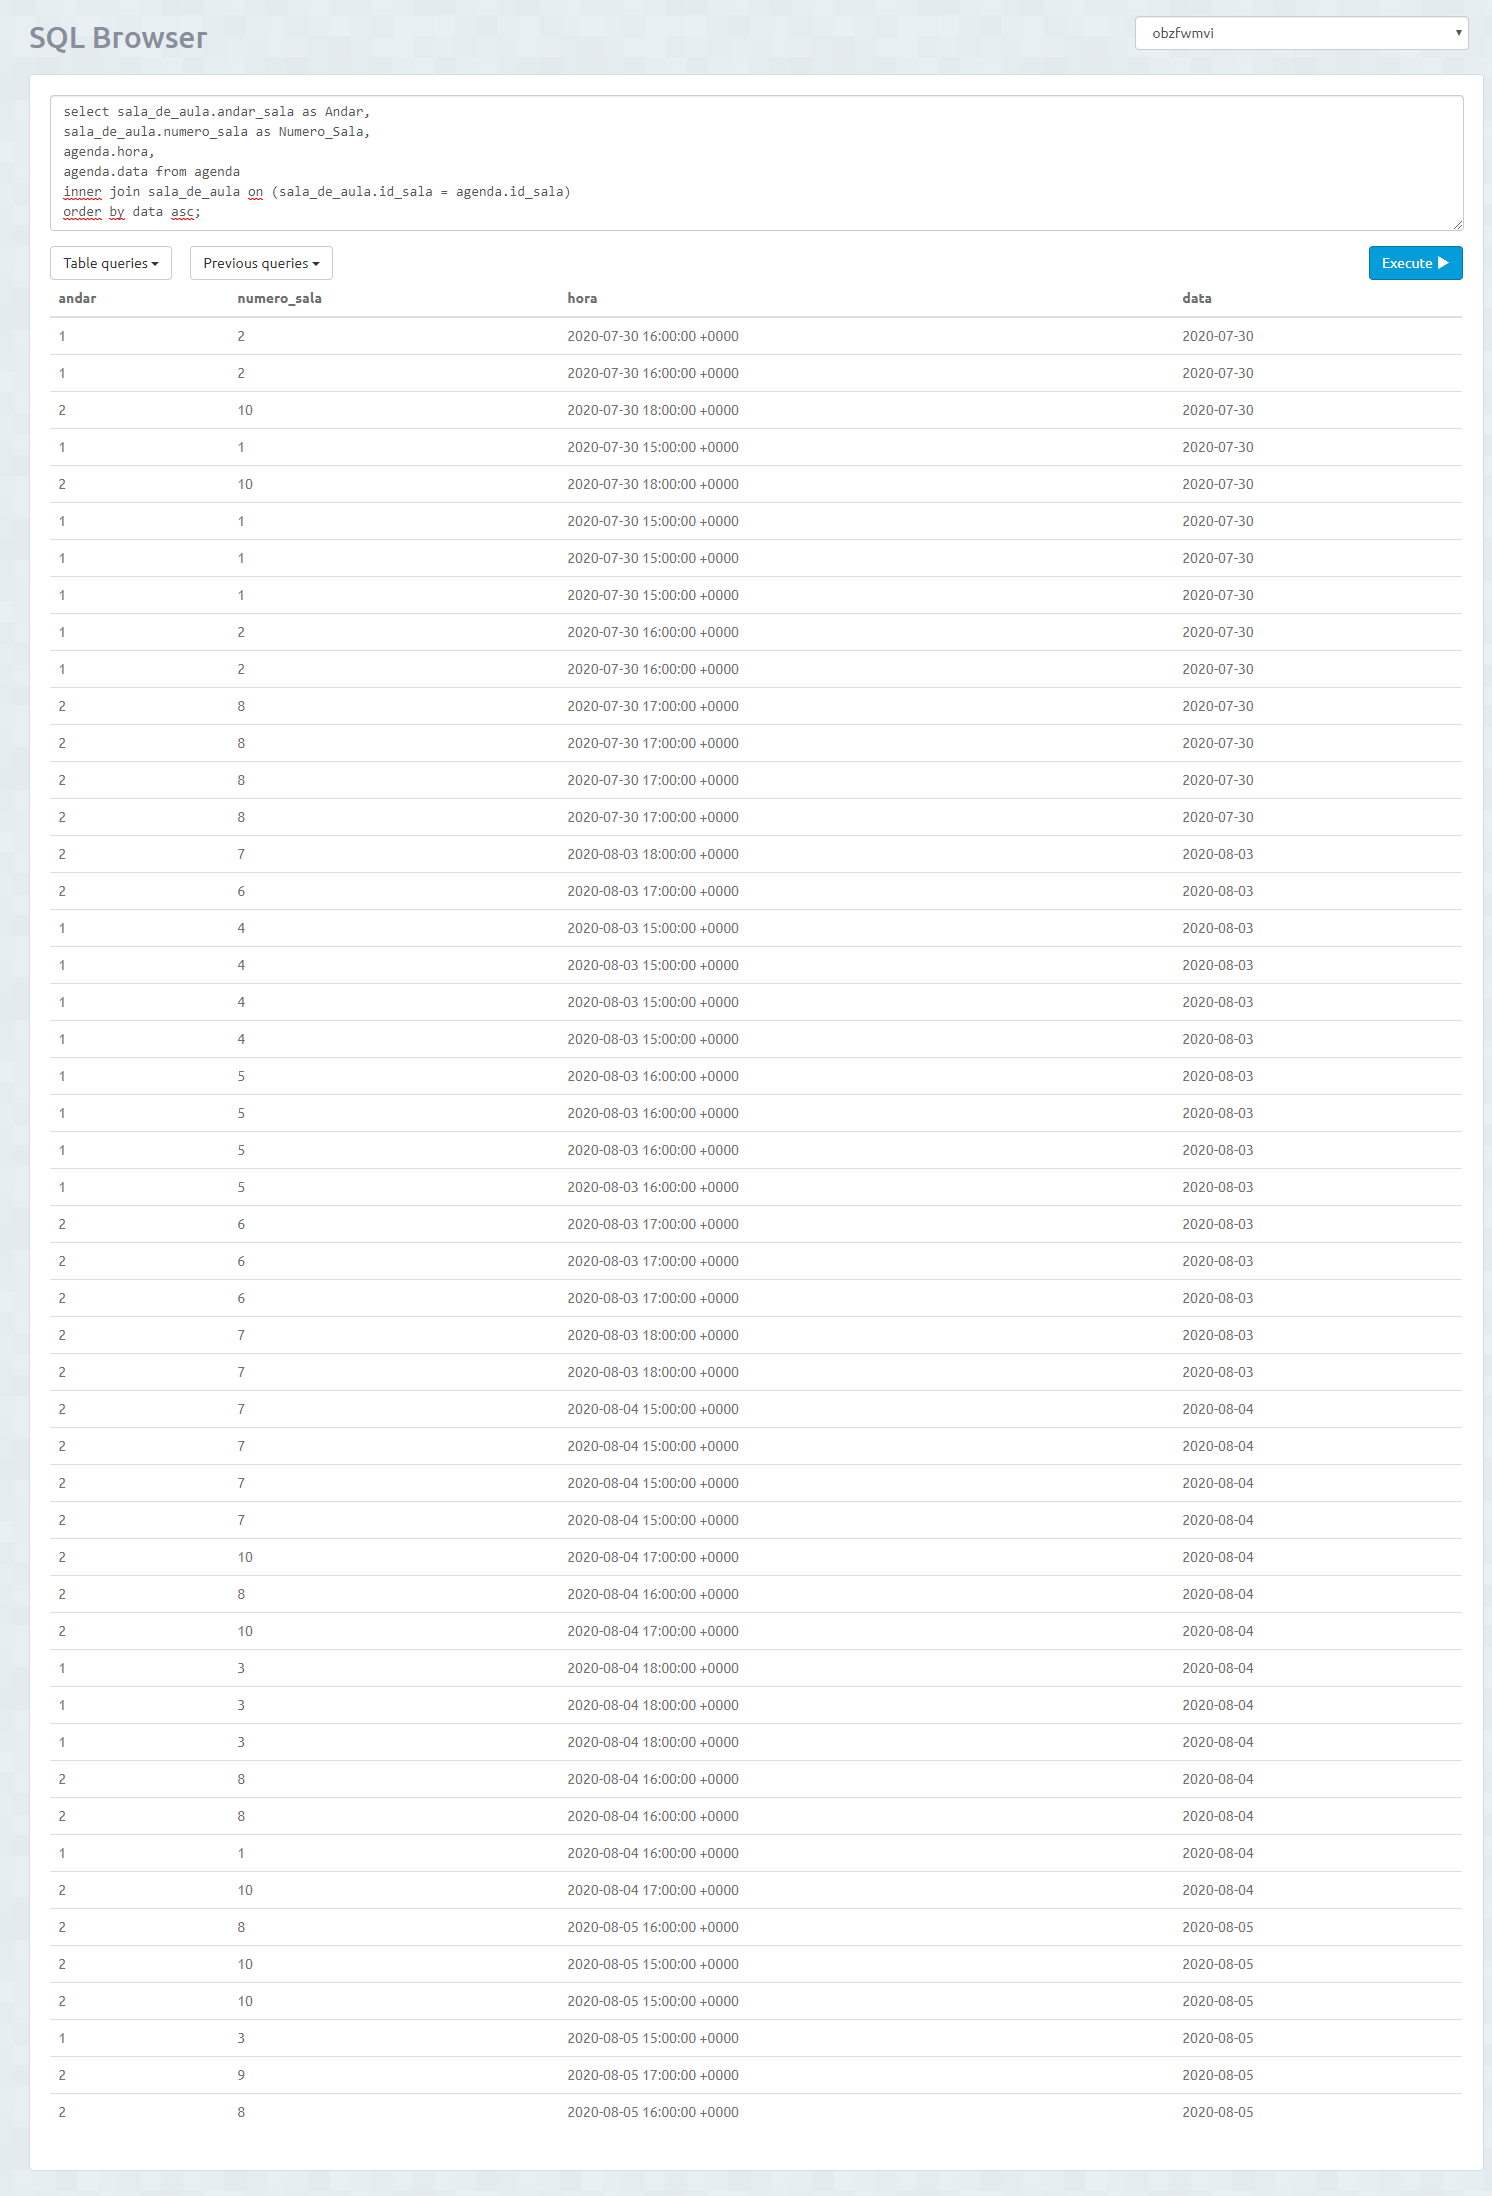 SQL Browser
obzfwmvi
select sala_de_aula.andar_sala as Andar,
sala_de_aula.numero_sala as Numero_Sala,
agenda.hora,
agenda.data from agenda
inner join sala_de_aula on (sala_de_aula.id_sala = agenda.id_sala)
order by data asc;
Table queries Previous queries Execute
andar numero_sala hora data
1 2 2020-07-30 16:00:00 +0000 2020-07-30
1 2 2020-07-30 16:00:00 +0000 2020-07-30
2 10 2020-07-30 18:00:00 +0000 2020-07-30
1 1 2020-07-30 15:00:00 +0000 2020-07-30
2 10 2020-07-30 18:00:00 +0000 2020-07-30
1 1 2020-07-30 15:00:00 +0000 2020-07-30
1 1 2020-07-30 15:00:00 +0000 2020-07-30
1 1 2020-07-30 15:00:00 +0000 2020-07-30
1 2 2020-07-30 16:00:00 +0000 2020-07-30
1 2 2020-07-30 16:00:00 +0000 2020-07-30
2 8 2020-07-30 17:00:00 +0000 2020-07-30
2 8 2020-07-30 17:00:00 +0000 2020-07-30
2 8 2020-07-30 17:00:00 +0000 2020-07-30
2 8 2020-07-30 17:00:00 +0000 2020-07-30
2 7 2020-08-03 18:00:00 +0000 2020-08-03
2 6 2020-08-03 17:00:00 +0000 2020-08-03
1 4 2020-08-03 15:00:00 +0000 2020-08-03
1 4 2020-08-03 15:00:00 +0000 2020-08-03
1 4 2020-08-03 15:00:00 +0000 2020-08-03
1 4 2020-08-03 15:00:00 +0000 2020-08-03
1 5 2020-08-03 16:00:00 +0000 2020-08-03
1 5 2020-08-03 16:00:00 +0000 2020-08-03
1 5 2020-08-03 16:00:00 +0000 2020-08-03
1 5 2020-08-03 16:00:00 +0000 2020-08-03
2 6 2020-08-03 17:00:00 +0000 2020-08-03
2 6 2020-08-03 17:00:00 +0000 2020-08-03
2 6 2020-08-03 17:00:00 +0000 2020-08-03
2 7 2020-08-03 18:00:00 +0000 2020-08-03
2 7 2020-08-03 18:00:00 +0000 2020-08-03
2 7 2020-08-04 15:00:00 +0000 2020-08-04
2 7 2020-08-04 15:00:00 +0000 2020-08-04
2 7 2020-08-04 15:00:00 +0000 2020-08-04
2 7 2020-08-04 15:00:00 +0000 2020-08-04
2 10 2020-08-04 17:00:00 +0000 2020-08-04
2 8 2020-08-04 16:00:00 +0000 2020-08-04
2 10 2020-08-04 17:00:00 +0000 2020-08-04
1 3 2020-08-04 18:00:00 +0000 2020-08-04
1 3 2020-08-04 18:00:00 +0000 2020-08-04
1 3 2020-08-04 18:00:00 +0000 2020-08-04
2 8 2020-08-04 16:00:00 +0000 2020-08-04
2 8 2020-08-04 16:00:00 +0000 2020-08-04
1 1 2020-08-04 16:00:00 +0000 2020-08-04
2 10 2020-08-04 17:00:00 +0000 2020-08-04
2 8 2020-08-05 16:00:00 +0000 2020-08-05
2 10 2020-08-05 15:00:00 +0000 2020-08-05
2 10 2020-08-05 15:00:00 +0000 2020-08-05
1 3 2020-08-05 15:00:00 +0000 2020-08-05
2 9 2020-08-05 17:00:00 +0000 2020-08-05
2 8 2020-08-05 16:00:00 +0000 2020-08-05